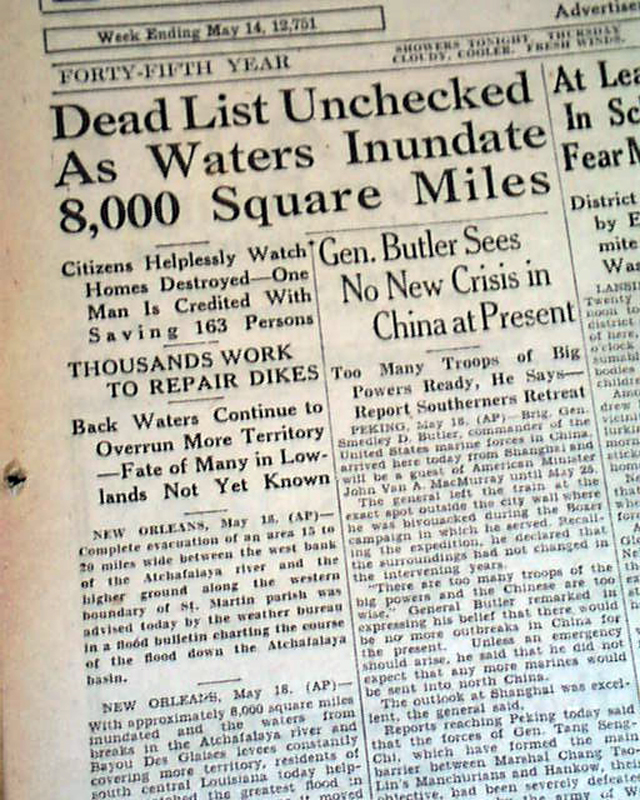 Week Ending May 14, 12,751
Advertise
FORTY-FIFTH YEAR
SHOWERS TONIGHT, THURSDAY
CLOUDY, COOLER. FRESH WINDS.
Dead List Unchecked
As Waters Inundate
8,000 Square Miles
Citizens Helplessly Watch
Homes Destroyed—One
Man Is Credited With
Saving 163 Persons
THOUSANDS WORK
TO REPAIR DIKES
Back Waters Continue to
Overrun More Territory
—Fate of Many in Low-
lands Not Yet Known
NEW ORLEANS, May 18. (AP)—
Complete evacuation of an area 15 to
20 miles wide between the west bank
of the Atchafalaya river and the
higher ground along the western
boundary of St. Martin parish was
advised today by the weather bureau
in a flood bulletin charting the course
of the flood down the Atchafalaya
basin.
NEW ORLEANS, May 18. (AP)—
With approximately 8,000 square miles
inundated and the waters from
breaks in the Atchafalaya river and
Bayou Des Glaises levees constantly
covering more territory, residents of
south central Louisiana today help-
the greatest flood in
it moved
Gen. Butler Sees
No New Crisis in
China at Present
Too Many Troops of Big
Powers Ready, He Says—
Report Southerners Retreat
PEKING, May 18. (AP)—Brig. Gen.
Smedley D. Butler, commander of the
United States marine forces in China,
arrived here today from Shanghai and
will be a guest of American Minister
John Van A. MacMurray until May 25.
The general left the train at the
exact spot outside the city wall where
he was bivouacked during the Boxer
campaign in which he served. Recall-
ing the expedition, he declared that
the surroundings had not changed in
the intervening years.
"There are too many troops of the
big powers and the Chinese are too
wise," General Butler remarked in
expressing his belief that there would
be no more outbreaks in China for
the present. Unless an emergency
should arise, he said that he did not
expect that any more marines would
be sent into north China.
The outlook at Shanghai was excel-
lent, the general said.
Reports reaching Peking today said
that the forces of Gen. Tang Seng-
Chi, which have formed the main
barrier between Marshal Chang Tso-
Lin's Manchurians and Hankow, their
objective, had been severely defeated
army of W
At Lea
In Sc
Fear M
District
by E
mite
Was
LANSIN
Twenty
noon to
district
of here,
o'clock
bodies
childr